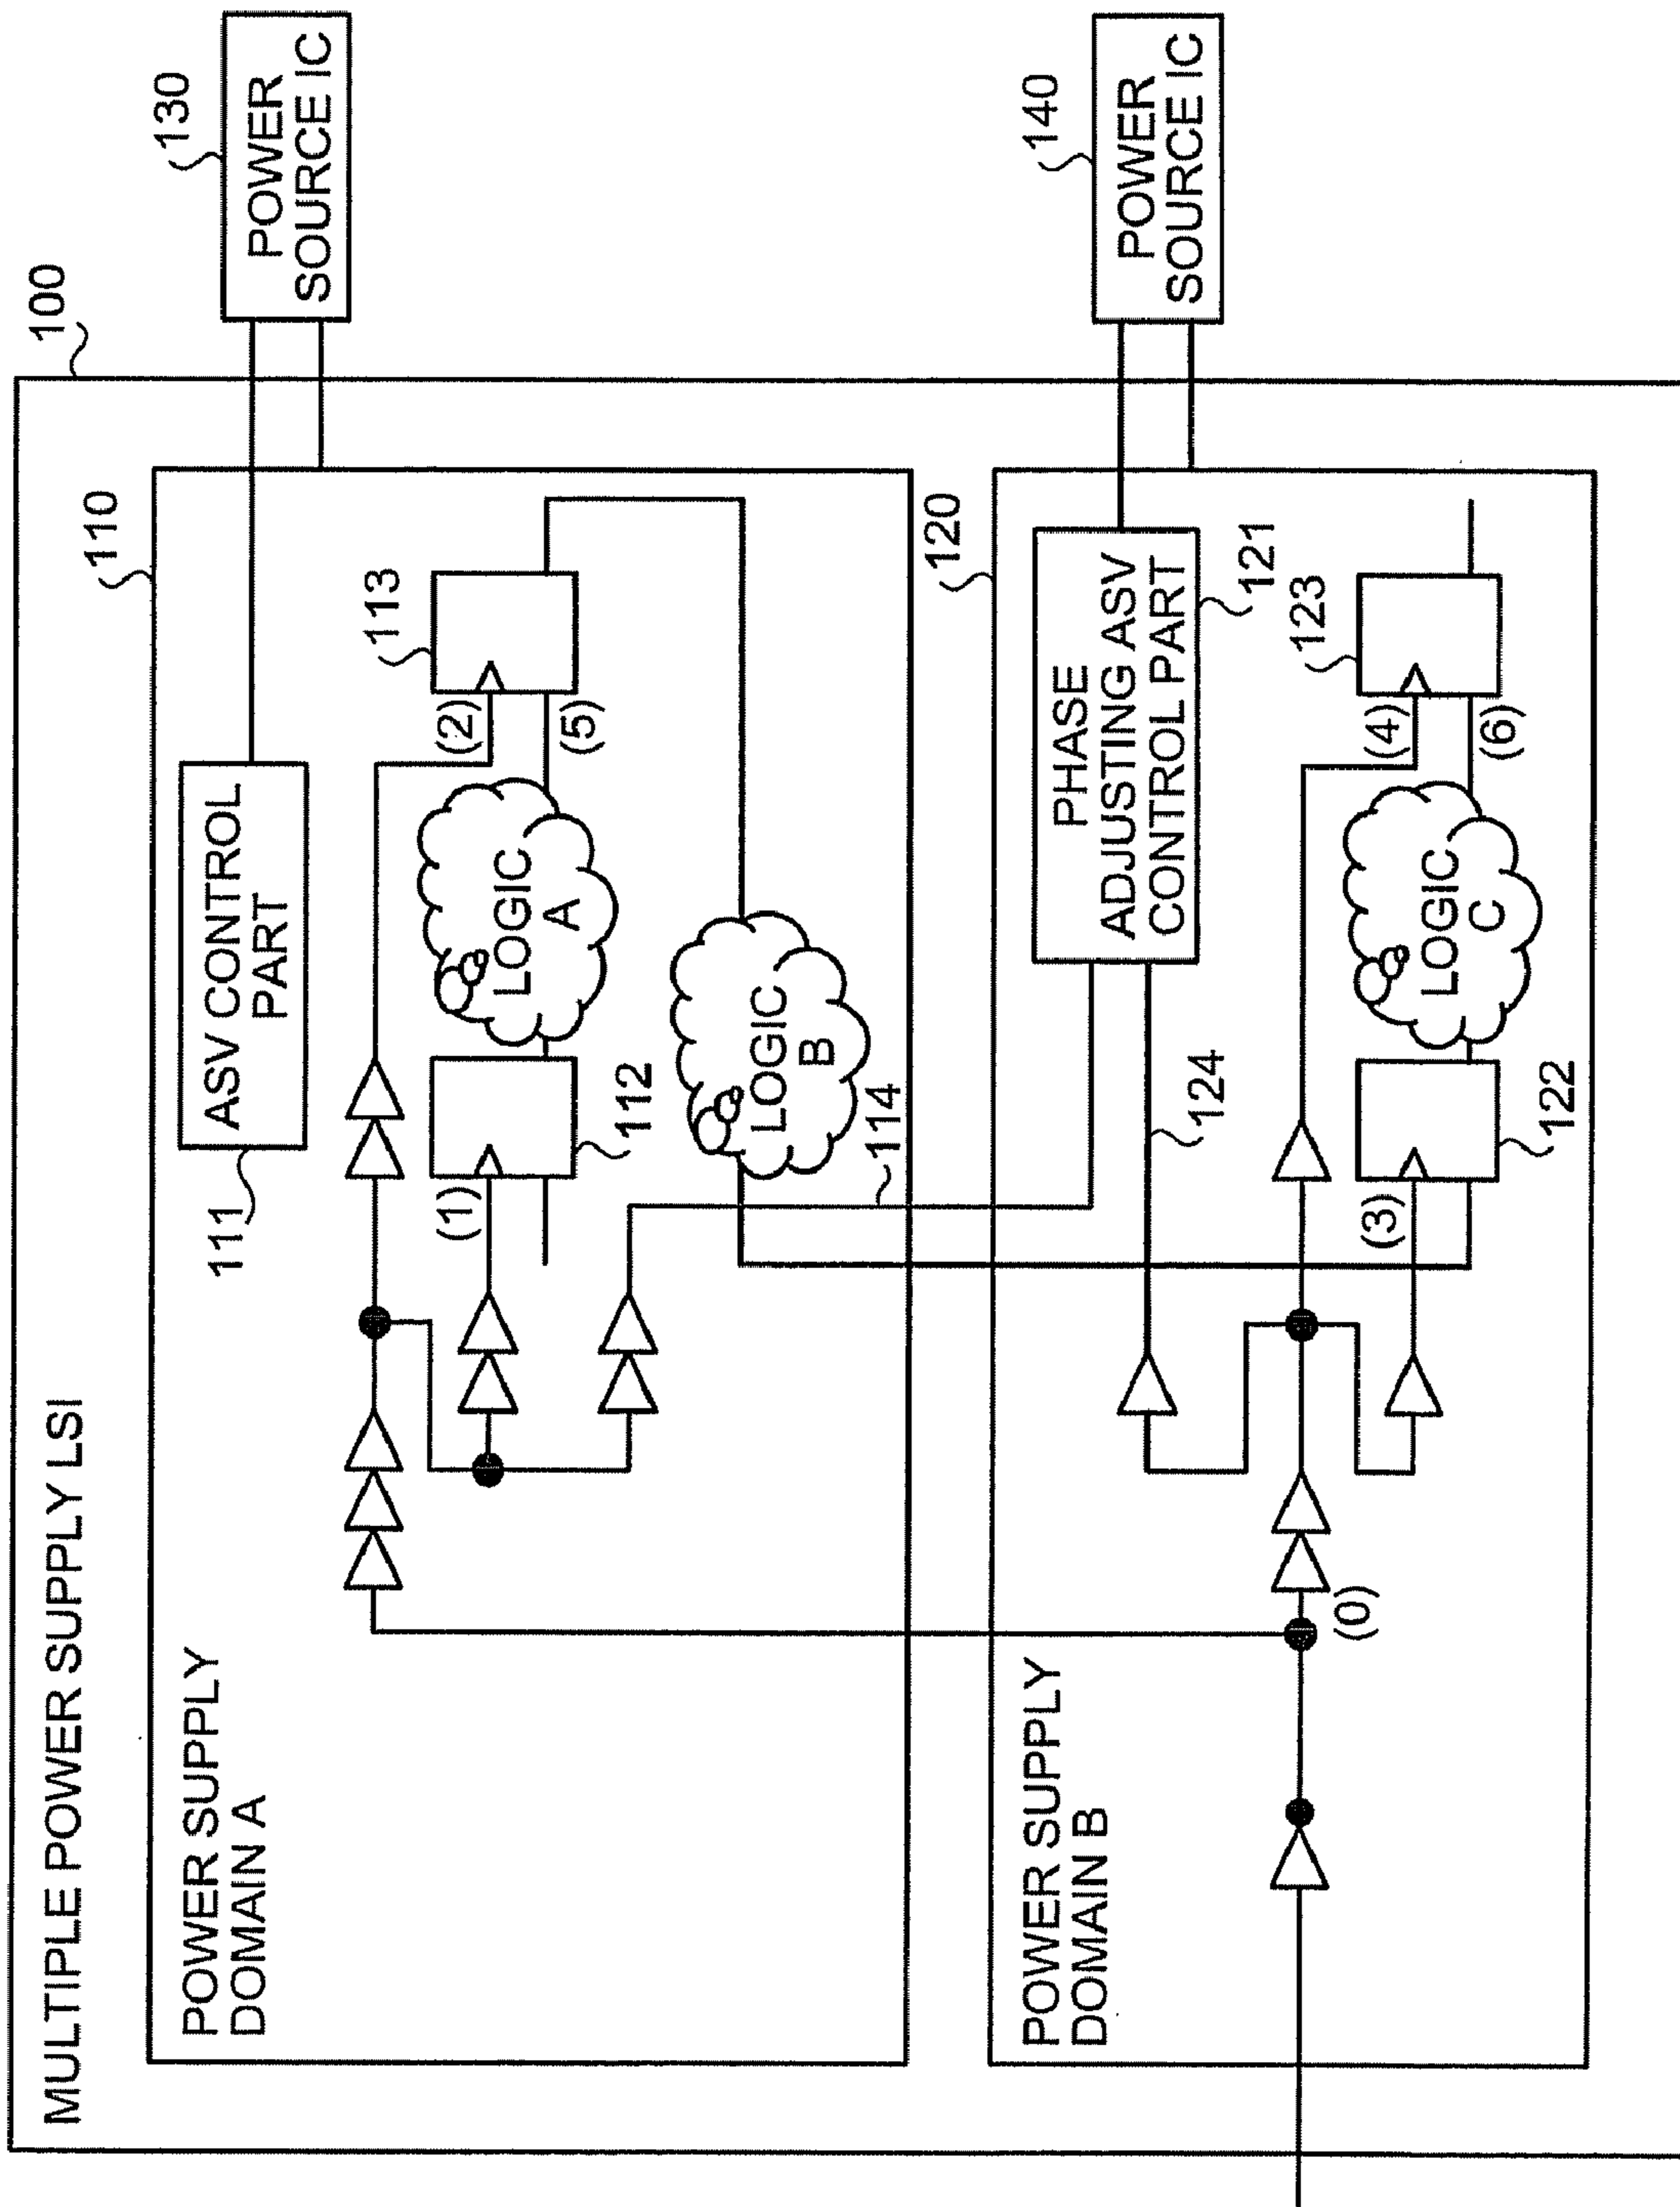 MULTIPLE POWER SUPPLY LSI
100
POWER SUPPLY
DOMAIN A
110
111
ASV CONTROL
PART
130
POWER
SOURCE IC
(1)
112
LOGIC
A
(2)
(5)
113
LOGIC
B
114
POWER SUPPLY
DOMAIN B
120
PHASE
ADJUSTING ASV
CONTROL PART
121
140
POWER
SOURCE IC
124
(0)
(3)
122
LOGIC
C
(4)
(6)
123